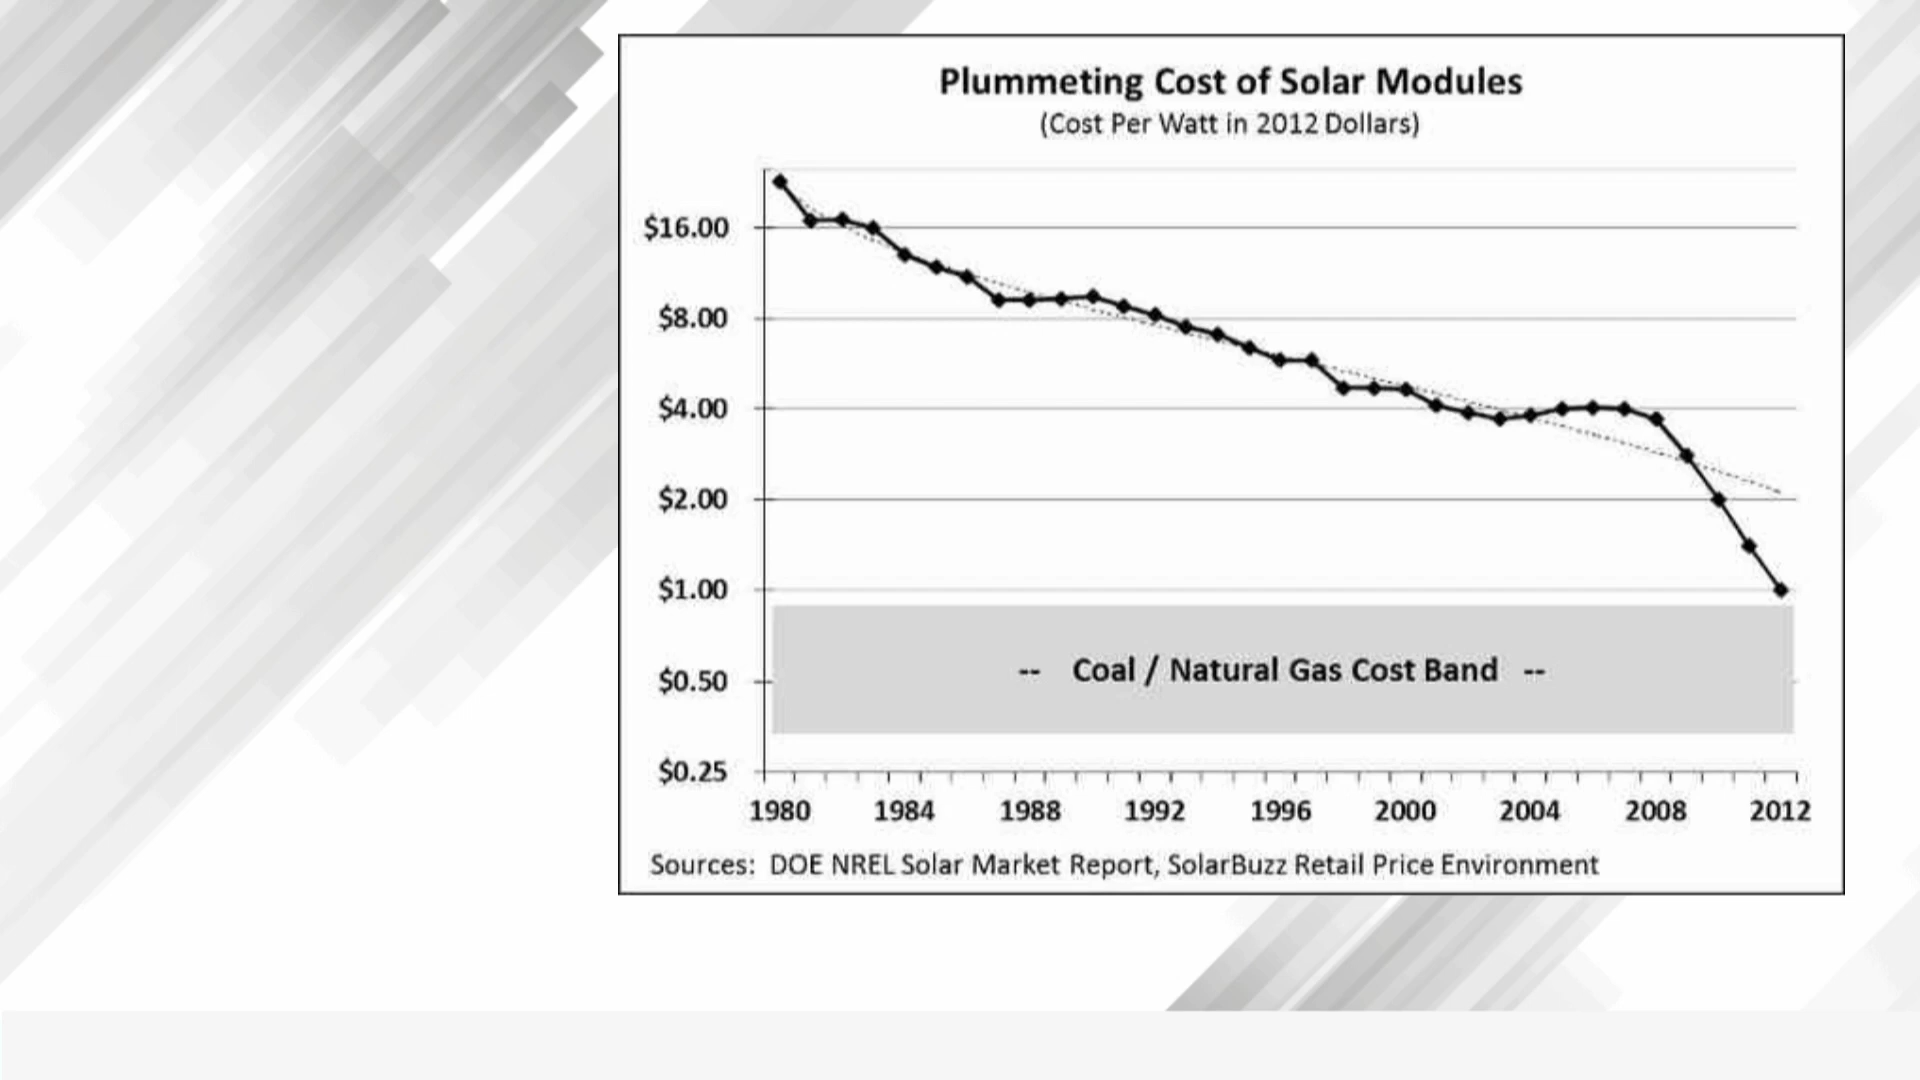 Plummeting Cost of Solar Modules
(Cost Per Watt in 2012 Dollars)
$16.00
$8.00
$4.00
$2.00
$1.00
$0.50
$0.25
-- Coal / Natural Gas Cost Band --
1980 1984 1988 1992 1996 2000 2004 2008 2012
Sources: DOE NREL Solar Market Report, SolarBuzz Retail Price Environment